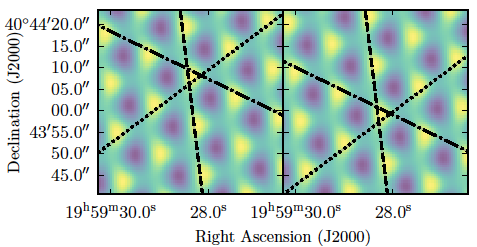 Declination (J2000)
40°44′20.0″
15.0″
10.0″
05.0″
00.0″
43′55.0″
50.0″
45.0″
19ʰ59ᵐ30.0ˢ 28.0ˢ 19ʰ59ᵐ30.0ˢ 28.0ˢ
Right Ascension (J2000)